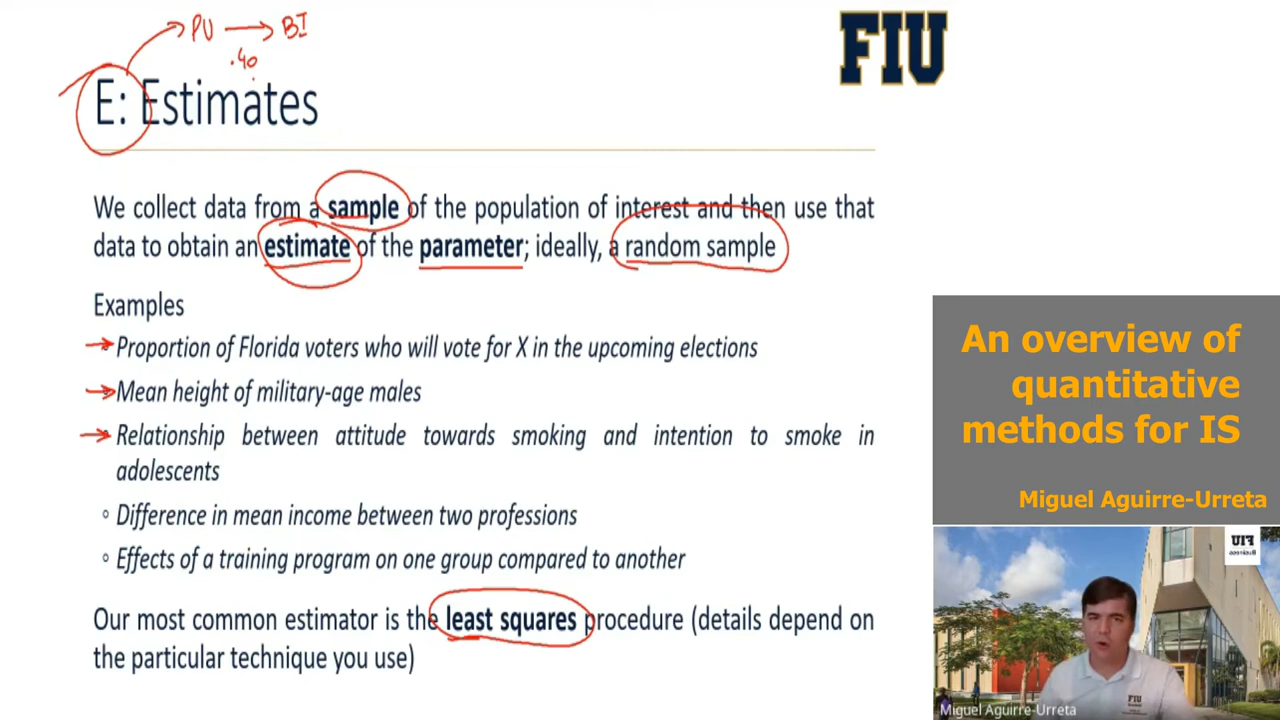 PU → BI
.40
FIU
E: Estimates
We collect data from a sample of the population of interest and then use that
data to obtain an estimate of the parameter; ideally, a random sample
Examples
Proportion of Florida voters who will vote for X in the upcoming elections
Mean height of military-age males
Relationship between attitude towards smoking and intention to smoke in
adolescents
Difference in mean income between two professions
Effects of a training program on one group compared to another
Our most common estimator is the least squares procedure (details depend on
the particular technique you use)
An overview of
quantitative
methods for IS
Miguel Aguirre-Urreta
FIU
Business
FIU
Miguel Aguirre-Urreta